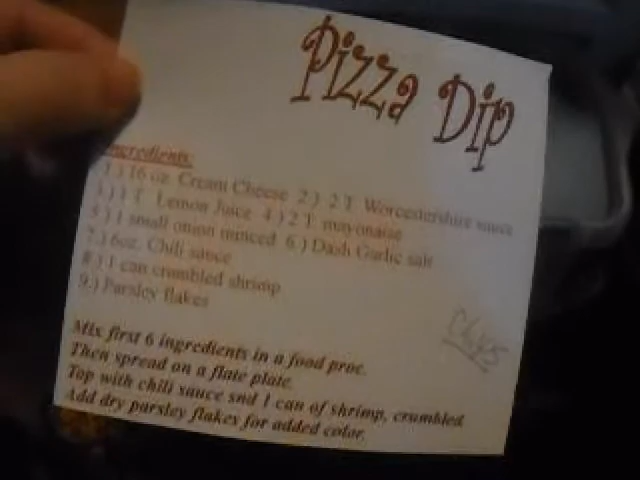 Pizza Dip
Ingredients:
1.) 16 oz. Cream Cheese 2.) 2 T. Worcestershire sauce
3.) 1 T. Lemon Juice 4.) 2 T. mayonaise
5.) 1 small onion minced 6.) Dash Garlic salt
7.) 6oz. Chili sauce
8.) 1 can crumbled shrimp
9.) Parsley flakes
Mix first 6 ingredients in a food proc.
Then spread on a flate plate.
Top with chili sauce snd 1 can of shrimp, crumbled.
Add dry parsley flakes for added color.